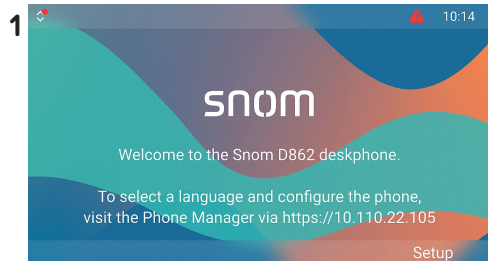 1
10:14
snom
Welcome to the Snom D862 deskphone.
To select a language and configure the phone,
visit the Phone Manager via https://10.110.22.105
Setup